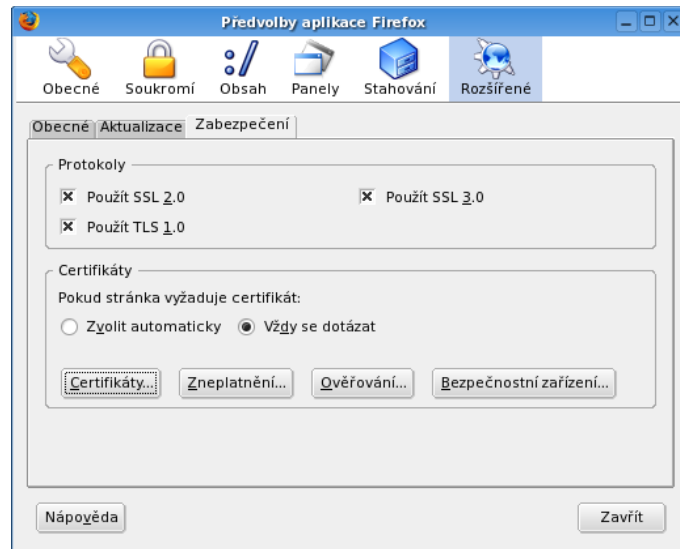 Předvolby aplikace Firefox
Obecné Soukromí Obsah Panely Stahování Rozšířené
Obecné Aktualizace Zabezpečení
Protokoly
Použít SSL 2.0 Použít SSL 3.0
Použít TLS 1.0
Certifikáty
Pokud stránka vyžaduje certifikát:
Zvolit automaticky Vždy se dotázat
Certifikáty... Zneplatnění... Ověřování... Bezpečnostní zařízení...
Nápověda Zavřít